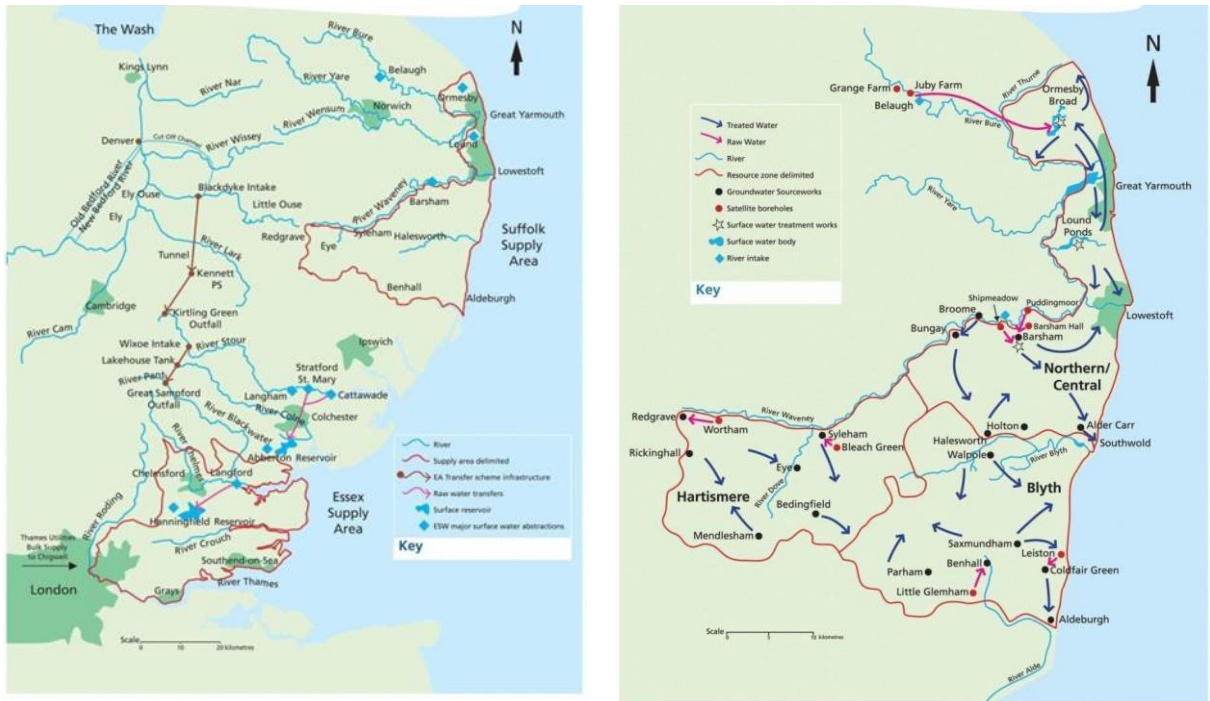 The Wash
N
River Bure
Kings Lynn
River Nar
River Yare
Belaugh
Ormesby
River Wensum
Norwich
Great Yarmouth
Denver
Cut Off Channel
River Wissey
Lound
Old Bedford River
New Bedford River
Ely Ouse
Blackdyke Intake
Little Ouse
River Waveney
Barsham
Lowestoft
Ely
Redgrave
Eye
Syleham
Halesworth
Suffolk
Supply
Area
River Lark
Tunnel
Kennett
PS
Benhall
Aldeburgh
Cambridge
Kirtling Green
Outfall
River Cam
Wixoe Intake
River Stour
Ipswich
Lakehouse Tank
Stratford
St. Mary
River Pant
Great Sampford
Outfall
Langham
Cattawade
River Colne
Colchester
River Blackwater
Abberton Reservoir
River Chelmer
Chelmsford
Langford
Hanningfield Reservoir
Essex
Supply
Area
River Roding
River Crouch
Thames Utilities
Bulk Supply
to Chigwell
Southend-on-Sea
River Thames
London
Grays
Scale
0 10 20 kilometres
River
Supply area delimited
EA Transfer scheme infrastructure
Raw water transfers
Surface reservoir
ESW major surface water abstractions
Key
N
Grange Farm
Juby Farm
Belaugh
River Thurne
Ormesby
Broad
River Bure
Treated Water
Raw Water
River
Resource zone delimited
Groundwater Sourceworks
Satellite boreholes
Surface water treatment works
Surface water body
River intake
Key
River Yare
Great Yarmouth
Lound
Ponds
Shipmeadow
Puddingmoor
Broome
Lowestoft
Bungay
Barsham Hall
Barsham
Northern/
Central
River Waveney
Redgrave
Wortham
Syleham
Holton
Alder Carr
Halesworth
Southwold
Rickinghall
Bleach Green
Walpole
River Blyth
Eye
River Dove
Hartismere
Bedingfield
Blyth
Mendlesham
Saxmundham
Leiston
Benhall
Parham
Coldfair Green
Little Glemham
Aldeburgh
Scale
0 5 10 kilometres
River Alde